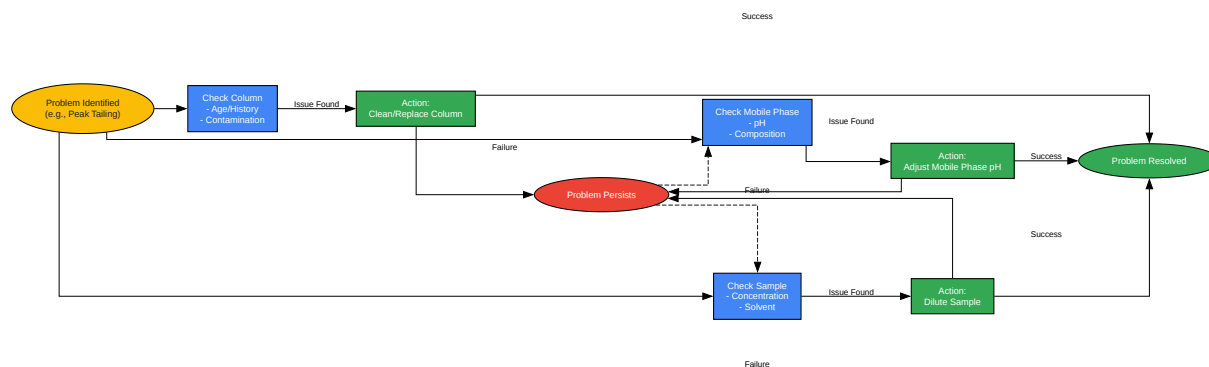 Success
Problem Identified
(e.g., Peak Tailing)
Check Column
- Age/History
- Contamination
Issue Found
Action:
Clean/Replace Column
Check Mobile Phase
- pH
- Composition
Issue Found
Failure
Action:
Adjust Mobile Phase pH
Success
Problem Resolved
Problem Persists
Failure
Success
Check Sample
- Concentration
- Solvent
Issue Found
Action:
Dilute Sample
Failure